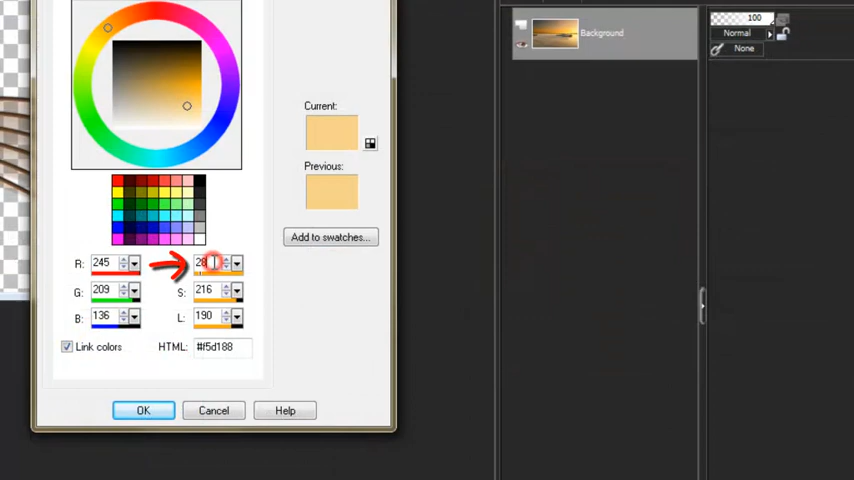 100
Background
Normal
None
Current:
Previous:
Add to swatches...
R: 245 28
G: 209 S: 216
B: 136 L: 190
Link colors HTML: #f5d188
OK Cancel Help